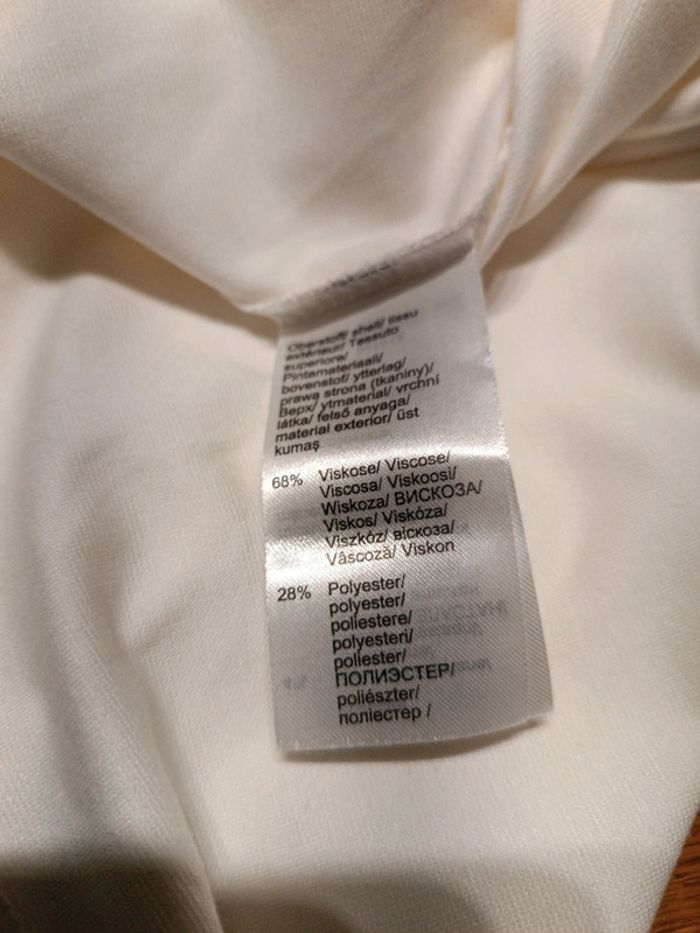 Oberstoff/ shell/ tissu
extérieur/ Tessuto
superiore/
Pintamateriaali/
bovenstof/ ytterlag/
prawa strona (tkaniny)/
Верх/ ytmaterial/ vrchní
látka/ felső anyaga/
material exterior/ üst
kumaş
68% Viskose/ Viscose/
Viscosa/ Viskoosi/
Wiskoza/ ВИСКОЗА/
Viskos/ Viskóza/
Viszkóz/ віскоза/
Vâscoză/ Viskon
28% Polyester/
polyester/
poliestere/
polyesteri/
poliester/
ПОЛИЭСТЕР/
poliészter/
поліестер /